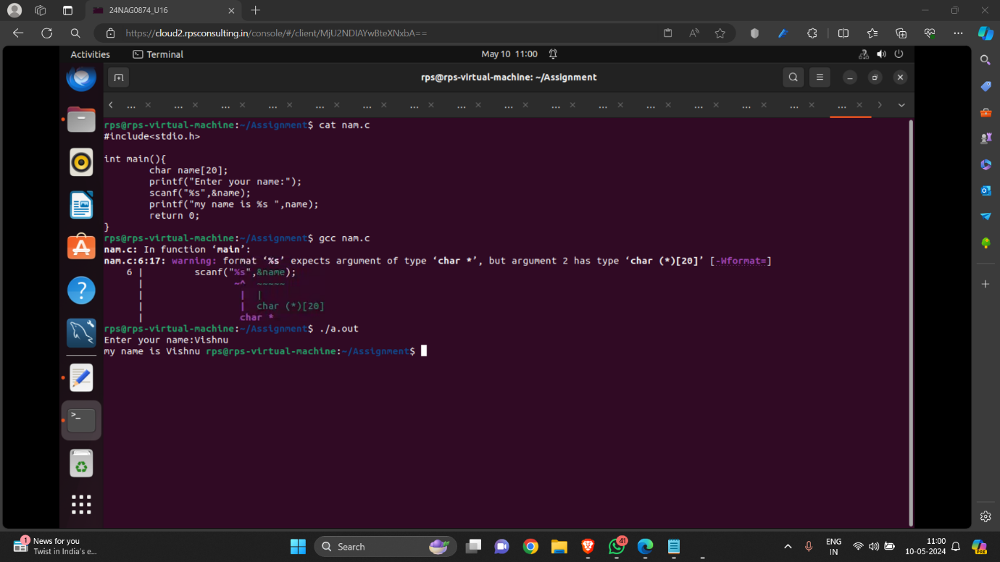 24NAG0874_U16
https://cloud2.rpsconsulting.in/console/#/client/MjU2NDIAYwBteXNxbA==
Activities Terminal May 10 11:00
rps@rps-virtual-machine: ~/Assignment
... ... ... ... ... ... ... ... ... ... ... ... ... ... ... ...
rps@rps-virtual-machine:~/Assignment$ cat nam.c
#include<stdio.h>
int main(){
char name[20];
printf("Enter your name:");
scanf("%s",&name);
printf("my name is %s ",name);
return 0;
}
rps@rps-virtual-machine:~/Assignment$ gcc nam.c
nam.c: In function ‘main’:
nam.c:6:17: warning: format ‘%s’ expects argument of type ‘char *’, but argument 2 has type ‘char (*)[20]’ [-Wformat=]
6 | scanf("%s",&name);
| ~^ ~~~~~
| | |
| | char (*)[20]
| char *
rps@rps-virtual-machine:~/Assignment$ ./a.out
Enter your name:Vishnu
my name is Vishnu rps@rps-virtual-machine:~/Assignment$
1 News for you
Twist in India's e...
Search
41
ENG
IN
11:00
10-05-2024
PRE